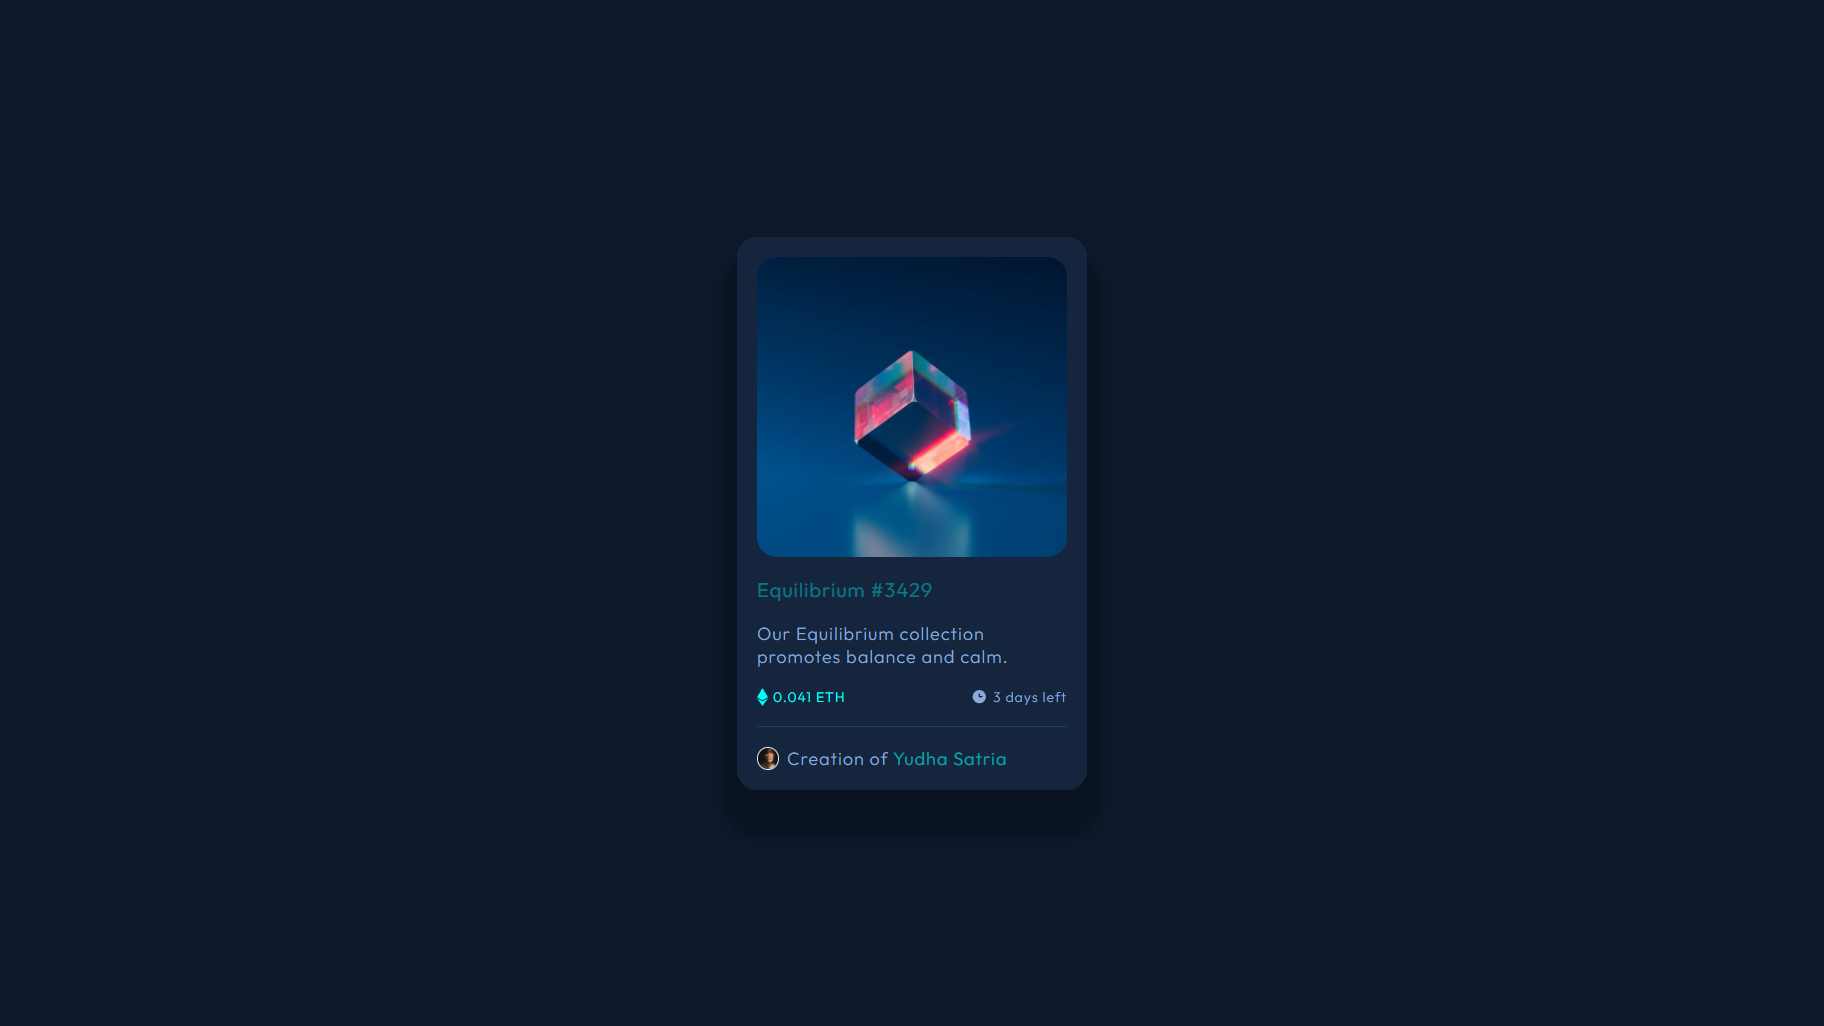 Equilibrium #3429
Our Equilibrium collection
promotes balance and calm.
0.041 ETH
3 days left
Creation of Yudha Satria